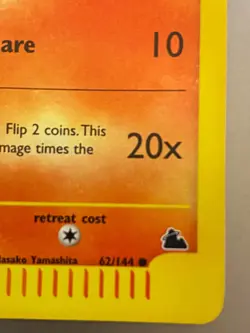 are 10
Flip 2 coins. This
mage times the 20x
retreat cost
asako Yamashita 62/144